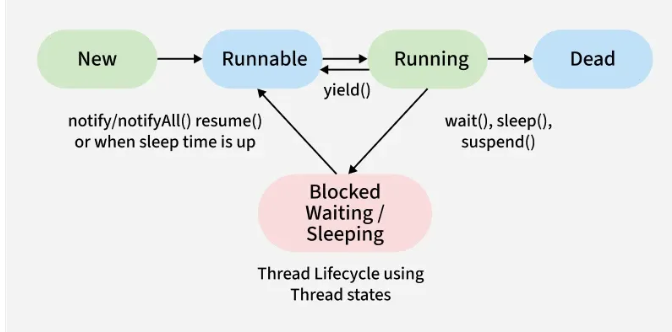 New
Runnable
Running
Dead
yield()
notify/notifyAll() resume()
or when sleep time is up
wait(), sleep(),
suspend()
Blocked
Waiting /
Sleeping
Thread Lifecycle using
Thread states